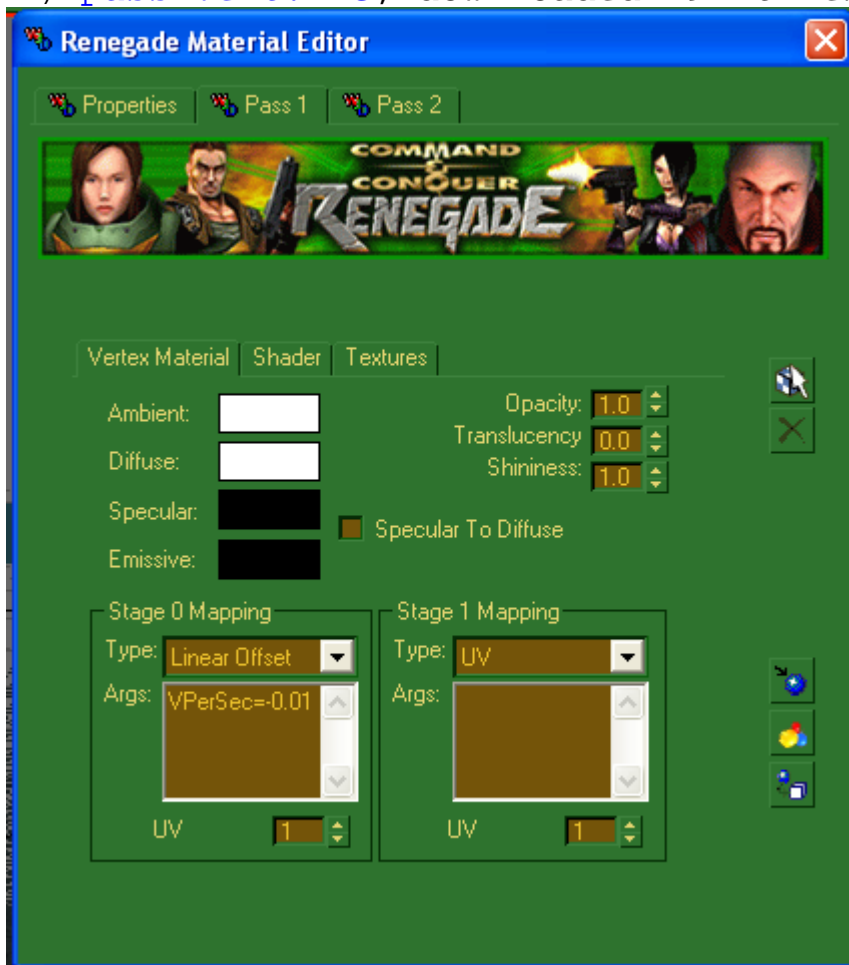 Renegade Material Editor
Properties Pass 1 Pass 2
COMMAND
&
CONQUER
RENEGADE
Vertex Material Shader Textures
Ambient: Opacity: 1.0
Translucency 0.0
Diffuse: Shininess: 1.0
Specular: Specular To Diffuse
Emissive:
Stage 0 Mapping Stage 1 Mapping
Type: Linear Offset Type: UV
Args: VPerSec=-0.01 Args:
UV 1 UV 1